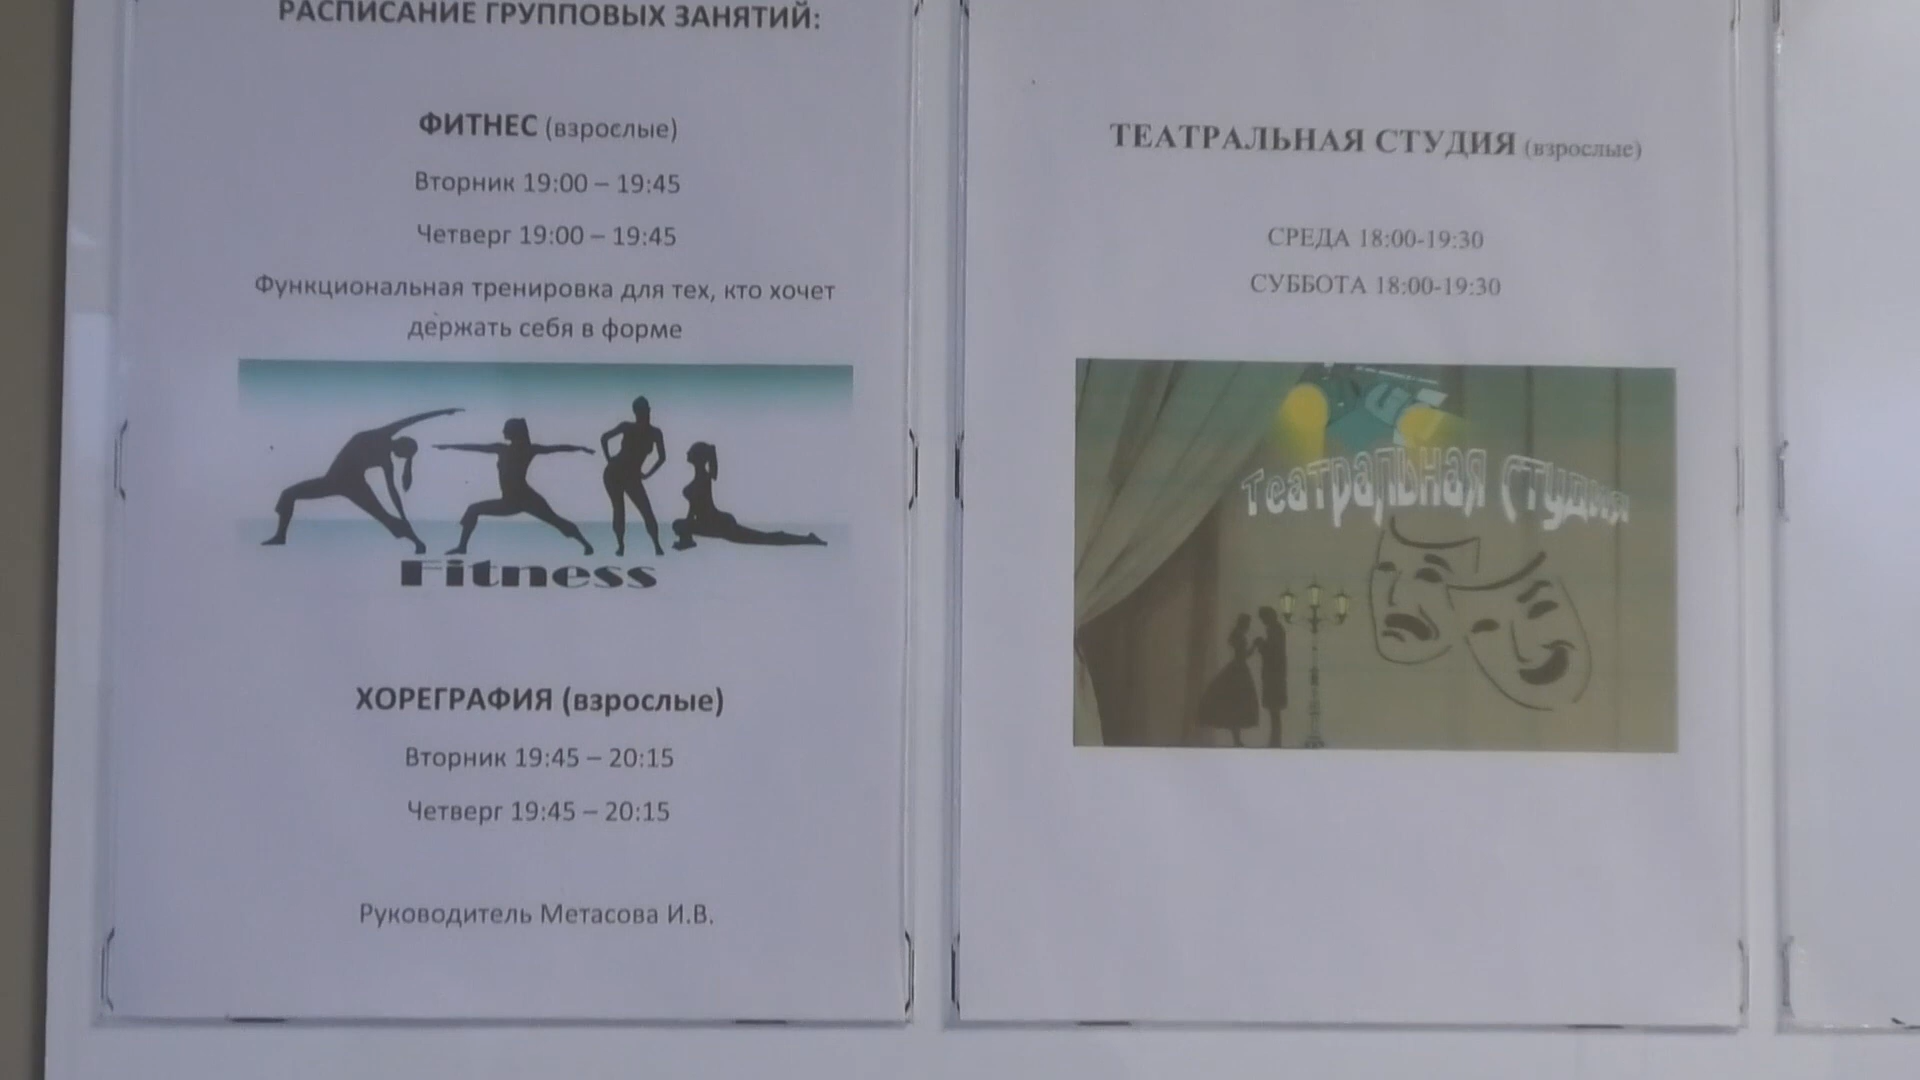 РАСПИСАНИЕ ГРУППОВЫХ ЗАНЯТИЙ:
ФИТНЕС (взрослые)
Вторник 19:00 – 19:45
Четверг 19:00 – 19:45
Функциональная тренировка для тех, кто хочет
держать себя в форме
Fitness
ХОРЕГРАФИЯ (взрослые)
Вторник 19:45 – 20:15
Четверг 19:45 – 20:15
Руководитель Метасова И.В.
ТЕАТРАЛЬНАЯ СТУДИЯ (взрослые)
СРЕДА 18:00-19:30
СУББОТА 18:00-19:30
Театральная студия